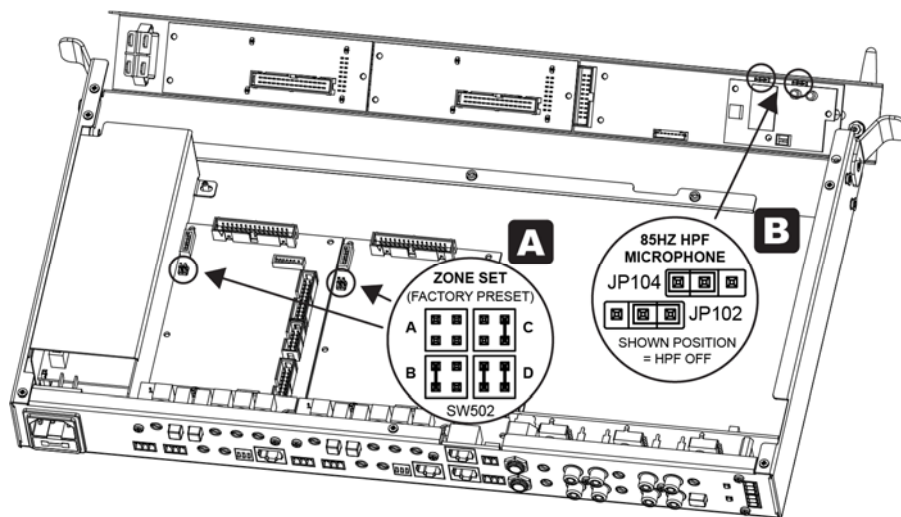 A
ZONE SET
(FACTORY PRESET)
A
C
B
D
SW502
B
85HZ HPF
MICROPHONE
JP104
JP102
SHOWN POSITION
= HPF OFF